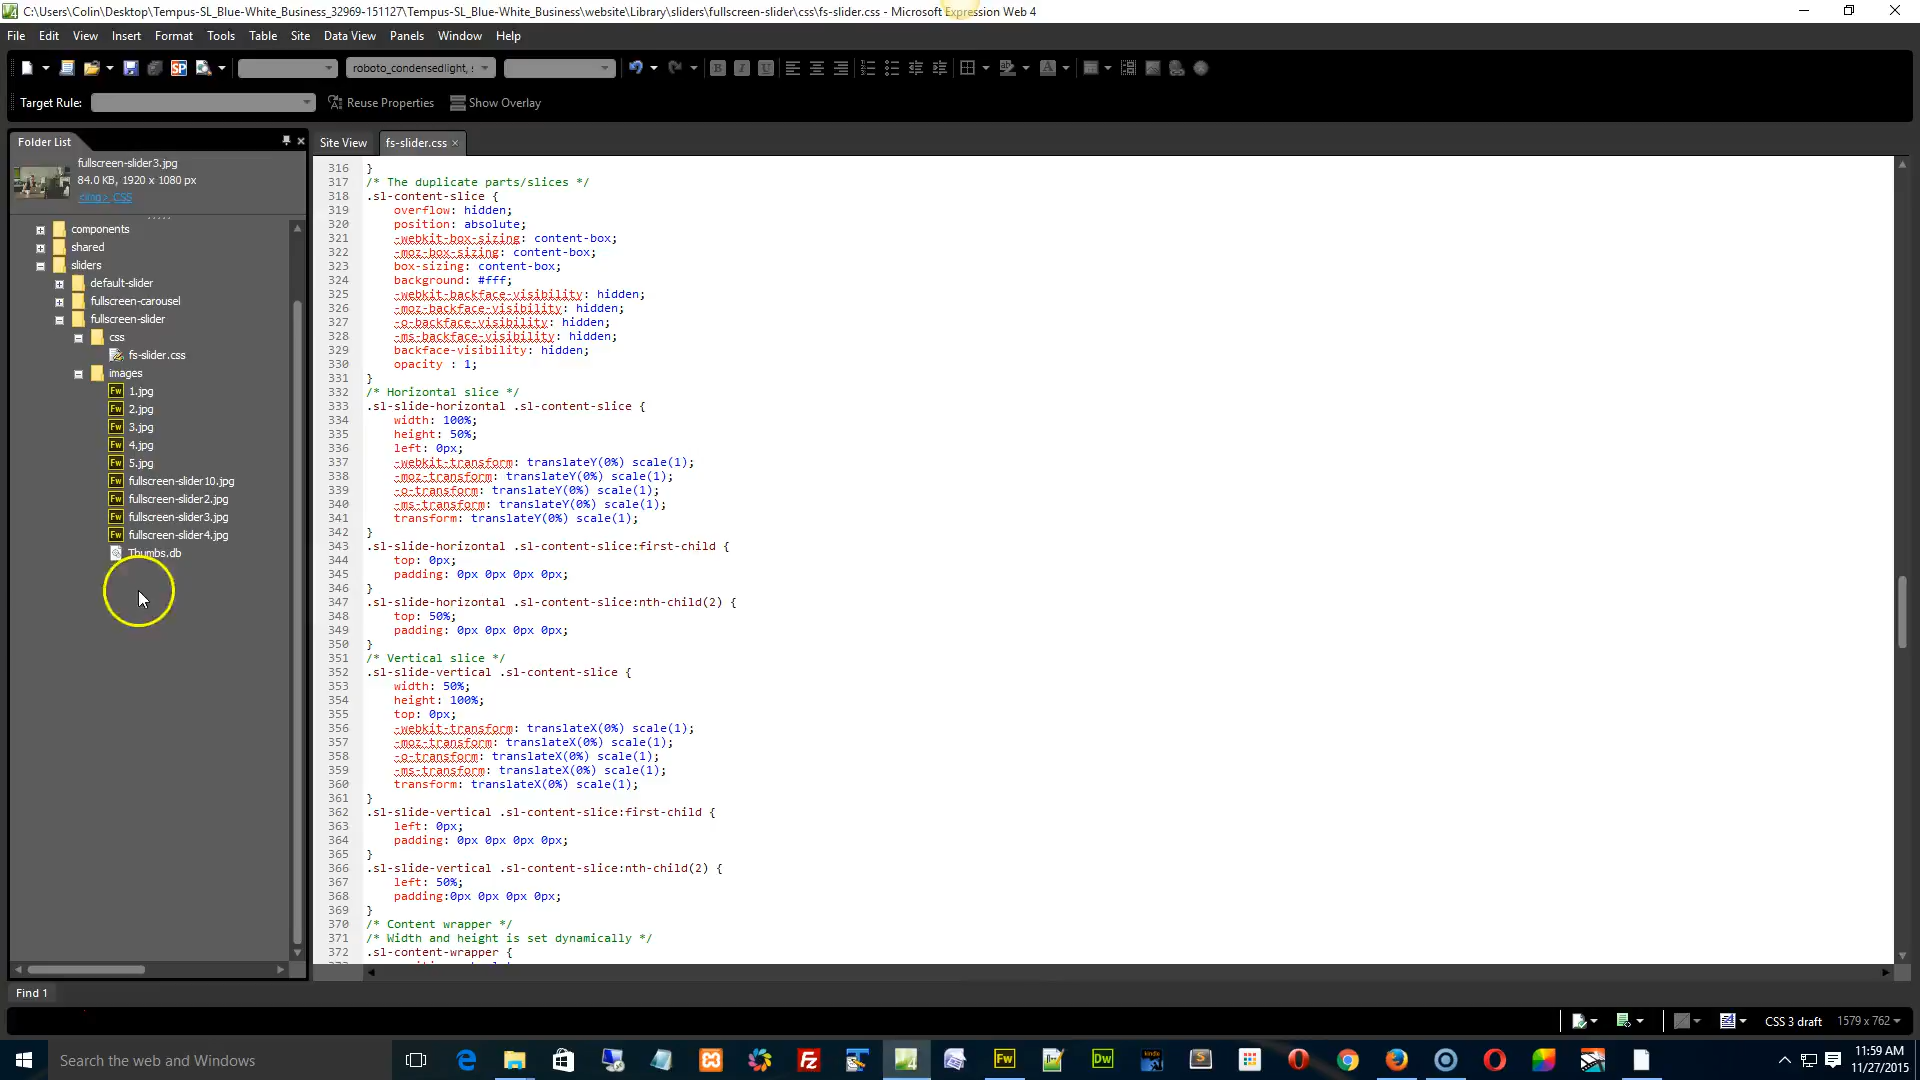 C:\Users\Colin\Desktop\Tempus-SL_Blue-White_Business_32969-151127\Tempus-SL_Blue-White_Business\website\Library\sliders\fullscreen-slider\css\fs-slider.css - Microsoft Expression Web 4
File Edit View Insert Format Tools Table Site Data View Panels Window Help
roboto_condensedlight, s
Target Rule: Reuse Properties Show Overlay
Folder List
Site View fs-slider.css
fullscreen-slider3.jpg
84.0 KB, 1920 x 1080 px
<img> CSS
components
shared
sliders
default-slider
fullscreen-carousel
fullscreen-slider
css
fs-slider.css
images
1.jpg
2.jpg
3.jpg
4.jpg
5.jpg
fullscreen-slider10.jpg
fullscreen-slider2.jpg
fullscreen-slider3.jpg
fullscreen-slider4.jpg
Thumbs.db
316 }
317 /* The duplicate parts/slices */
318 .sl-content-slice {
319 overflow: hidden;
320 position: absolute;
321 -webkit-box-sizing: content-box;
322 -moz-box-sizing: content-box;
323 box-sizing: content-box;
324 background: #fff;
325 -webkit-backface-visibility: hidden;
326 -moz-backface-visibility: hidden;
327 -o-backface-visibility: hidden;
328 -ms-backface-visibility: hidden;
329 backface-visibility: hidden;
330 opacity : 1;
331 }
332 /* Horizontal slice */
333 .sl-slide-horizontal .sl-content-slice {
334 width: 100%;
335 height: 50%;
336 left: 0px;
337 -webkit-transform: translateY(0%) scale(1);
338 -moz-transform: translateY(0%) scale(1);
339 -o-transform: translateY(0%) scale(1);
340 -ms-transform: translateY(0%) scale(1);
341 transform: translateY(0%) scale(1);
342 }
343 .sl-slide-horizontal .sl-content-slice:first-child {
344 top: 0px;
345 padding: 0px 0px 0px 0px;
346 }
347 .sl-slide-horizontal .sl-content-slice:nth-child(2) {
348 top: 50%;
349 padding: 0px 0px 0px 0px;
350 }
351 /* Vertical slice */
352 .sl-slide-vertical .sl-content-slice {
353 width: 50%;
354 height: 100%;
355 top: 0px;
356 -webkit-transform: translateX(0%) scale(1);
357 -moz-transform: translateX(0%) scale(1);
358 -o-transform: translateX(0%) scale(1);
359 -ms-transform: translateX(0%) scale(1);
360 transform: translateX(0%) scale(1);
361 }
362 .sl-slide-vertical .sl-content-slice:first-child {
363 left: 0px;
364 padding: 0px 0px 0px 0px;
365 }
366 .sl-slide-vertical .sl-content-slice:nth-child(2) {
367 left: 50%;
368 padding:0px 0px 0px 0px;
369 }
370 /* Content wrapper */
371 /* Width and height is set dynamically */
372 .sl-content-wrapper {
Find 1
CSS 3 draft 1579 x 762
Search the web and Windows
11:59 AM
11/27/2015